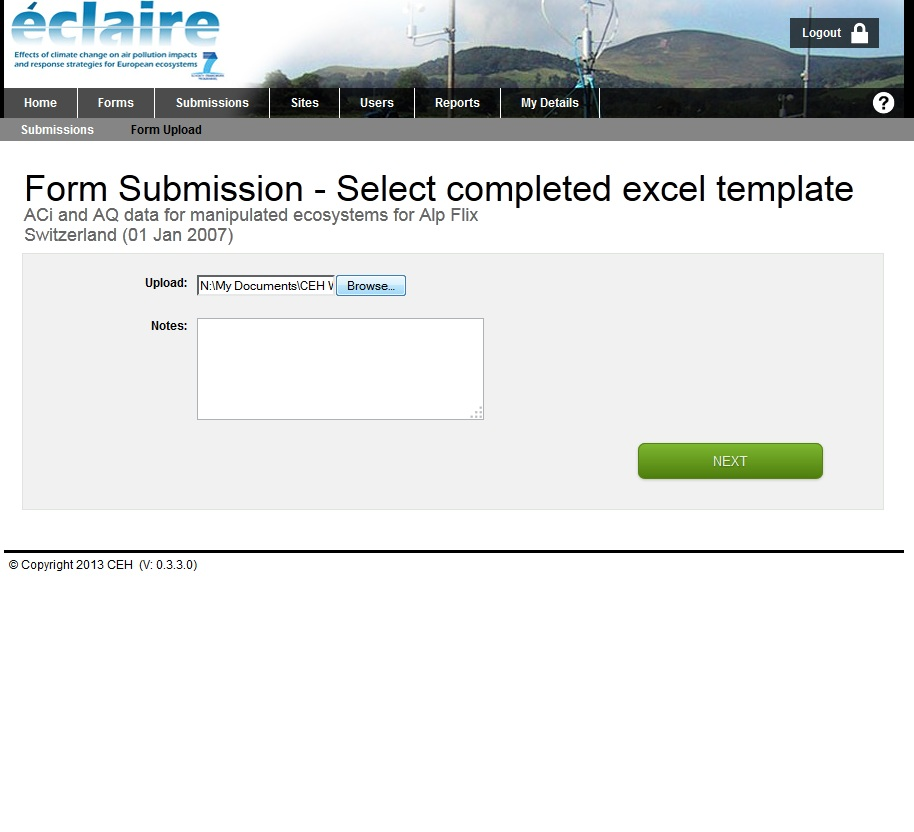 éclaire
Effects of climate change on air pollution impacts
and response strategies for European ecosystems
7
Logout
Home
Forms
Submissions
Sites
Users
Reports
My Details
?
Submissions
Form Upload
Form Submission - Select completed excel template
ACi and AQ data for manipulated ecosystems for Alp Flix
Switzerland (01 Jan 2007)
Upload:
N:\My Documents\CEH
Browse...
Notes:
NEXT
© Copyright 2013 CEH (V: 0.3.3.0)